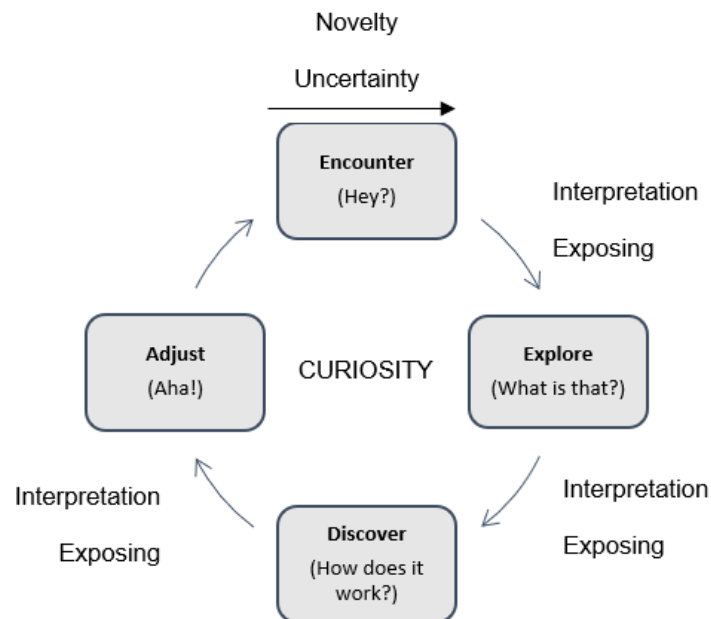 Novelty
Uncertainty
Encounter
(Hey?)
Interpretation
Exposing
Adjust
(Aha!)
CURIOSITY
Explore
(What is that?)
Interpretation
Exposing
Discover
(How does it
work?)
Interpretation
Exposing